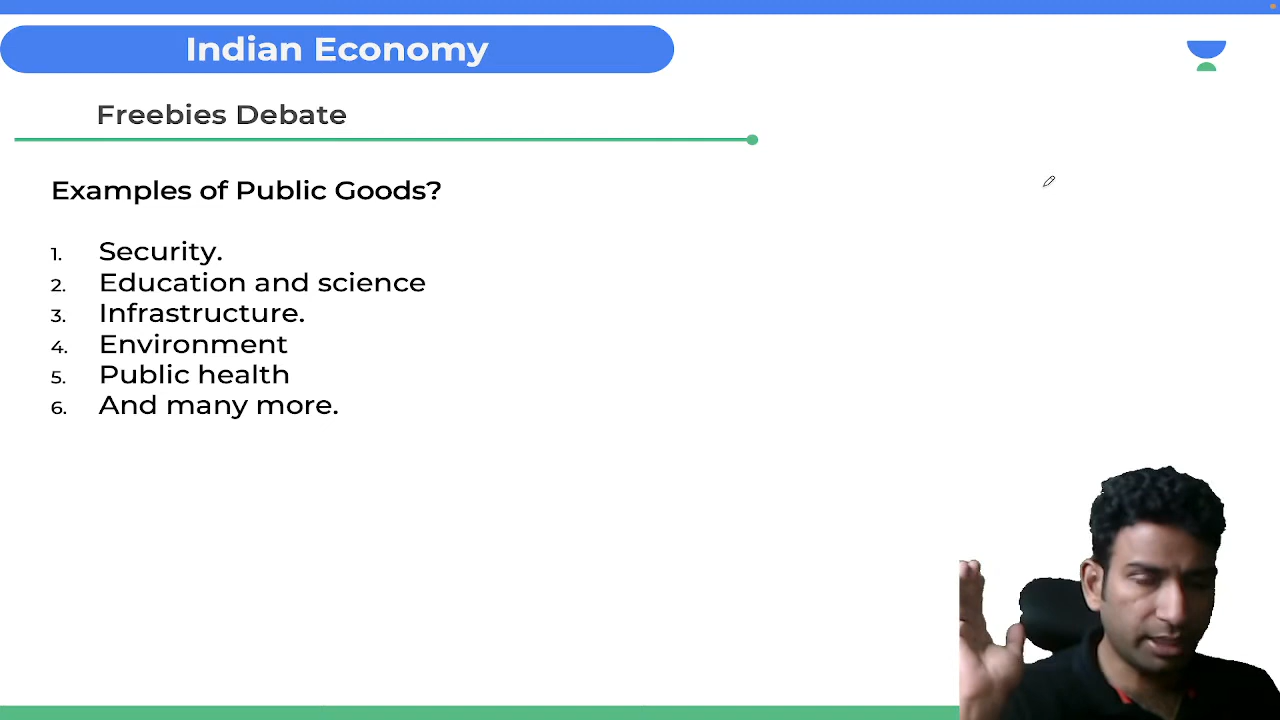 Indian Economy
Freebies Debate
Examples of Public Goods?
1. Security.
2. Education and science
3. Infrastructure.
4. Environment
5. Public health
6. And many more.